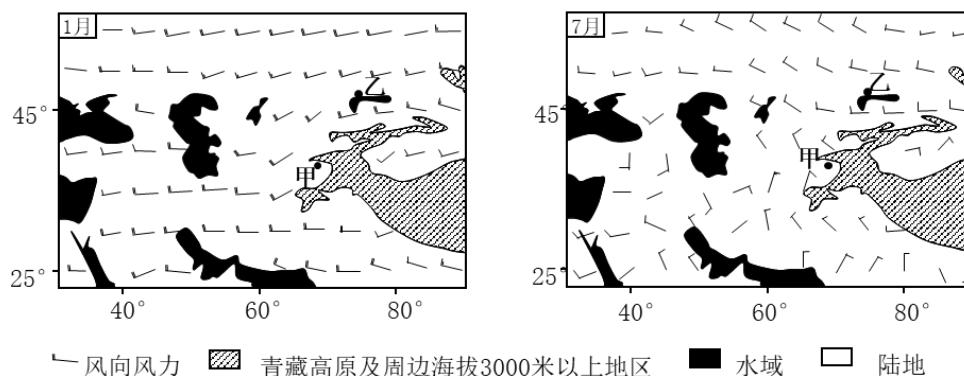 1月
7月
乙
乙
45°
45°
甲
甲
25°
25°
40°
60°
80°
40°
60°
80°
风向风力
青藏高原及周边海拔3000米以上地区
水域
陆地